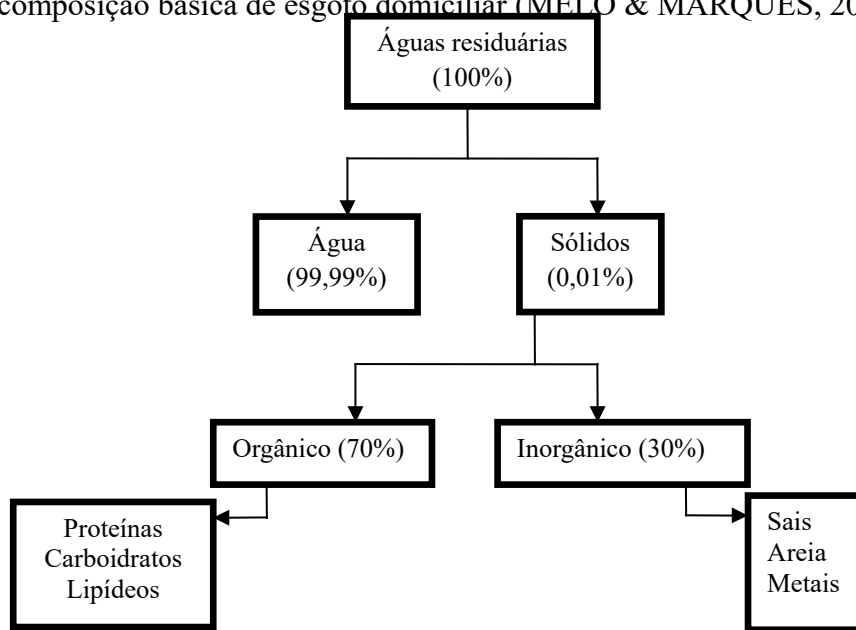 composição básica de esgoto domiciliar (MELO & MARQUES, 20
Águas residuárias
(100%)
Água
(99,99%)
Sólidos
(0,01%)
Orgânico (70%)
Inorgânico (30%)
Proteínas
Carboidratos
Lipídeos
Sais
Areia
Metais